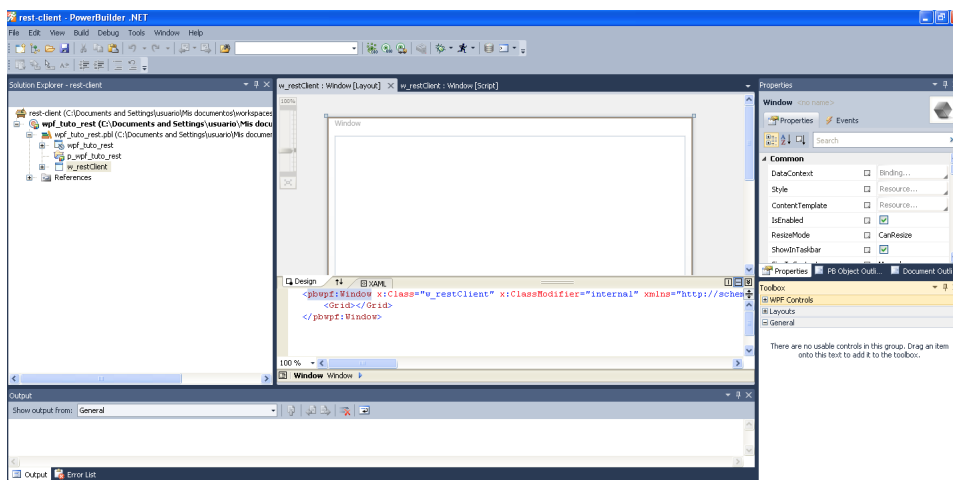 rest-client - PowerBuilder .NET
File Edit View Build Debug Tools Window Help
Solution Explorer - rest-client
rest-client (C:\Documents and Settings\usuario\Mis documentos\workspaces
wpf_tuto_rest (C:\Documents and Settings\usuario\Mis docu
wpf_tuto_rest.pbl (C:\Documents and Settings\usuario\Mis documen
wpf_tuto_rest
p_wpf_tuto_rest
w_restClient
References
w_restClient : Window [Layout] w_restClient : Window [Script]
100%
Window
Design XAML
<pbwpf:Window x:Class="w_restClient" x:ClassModifier="internal" xmlns="http://schem
<Grid></Grid>
</pbwpf:Window>
100 %
Window Window
Properties
Window <no name>
Properties Events
Search
Common
DataContext Binding...
Style Resource...
ContentTemplate Resource...
IsEnabled
ResizeMode CanResize
ShowInTaskbar
Properties PB Object Outli... Document Outli
Toolbox
WPF Controls
Layouts
General
There are no usable controls in this group. Drag an item
onto this text to add it to the toolbox.
Output
Show output from: General
Output Error List